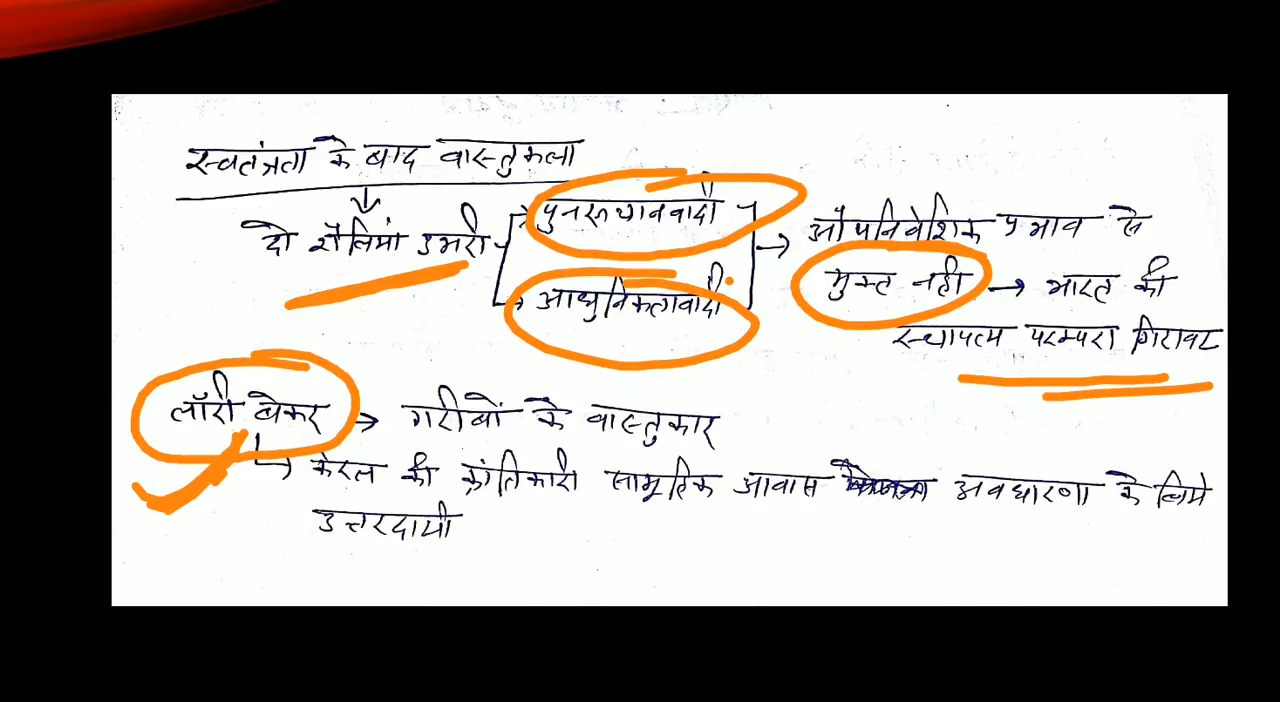 स्वतंत्रता के बाद वास्तुकला
↓
दो शैलियां उभरी → पुनरूत्थानवादी → औपनिवेशिक प्रभाव से
→ आधुनिकतावादी मुक्त नही → भारत की
स्थापत्य परम्परा गिरावट
लॉरी बेकर → गरीबों के वास्तुकार
→ केरल की क्रांतिकारी सामूहिक आवास अवधारणा के लिये
उत्तरदायी